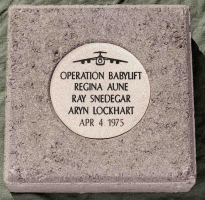 OPERATION BABYLIFT
REGINA AUNE
RAY SNEDEGAR
ARYN LOCKHART
APR 4 1975